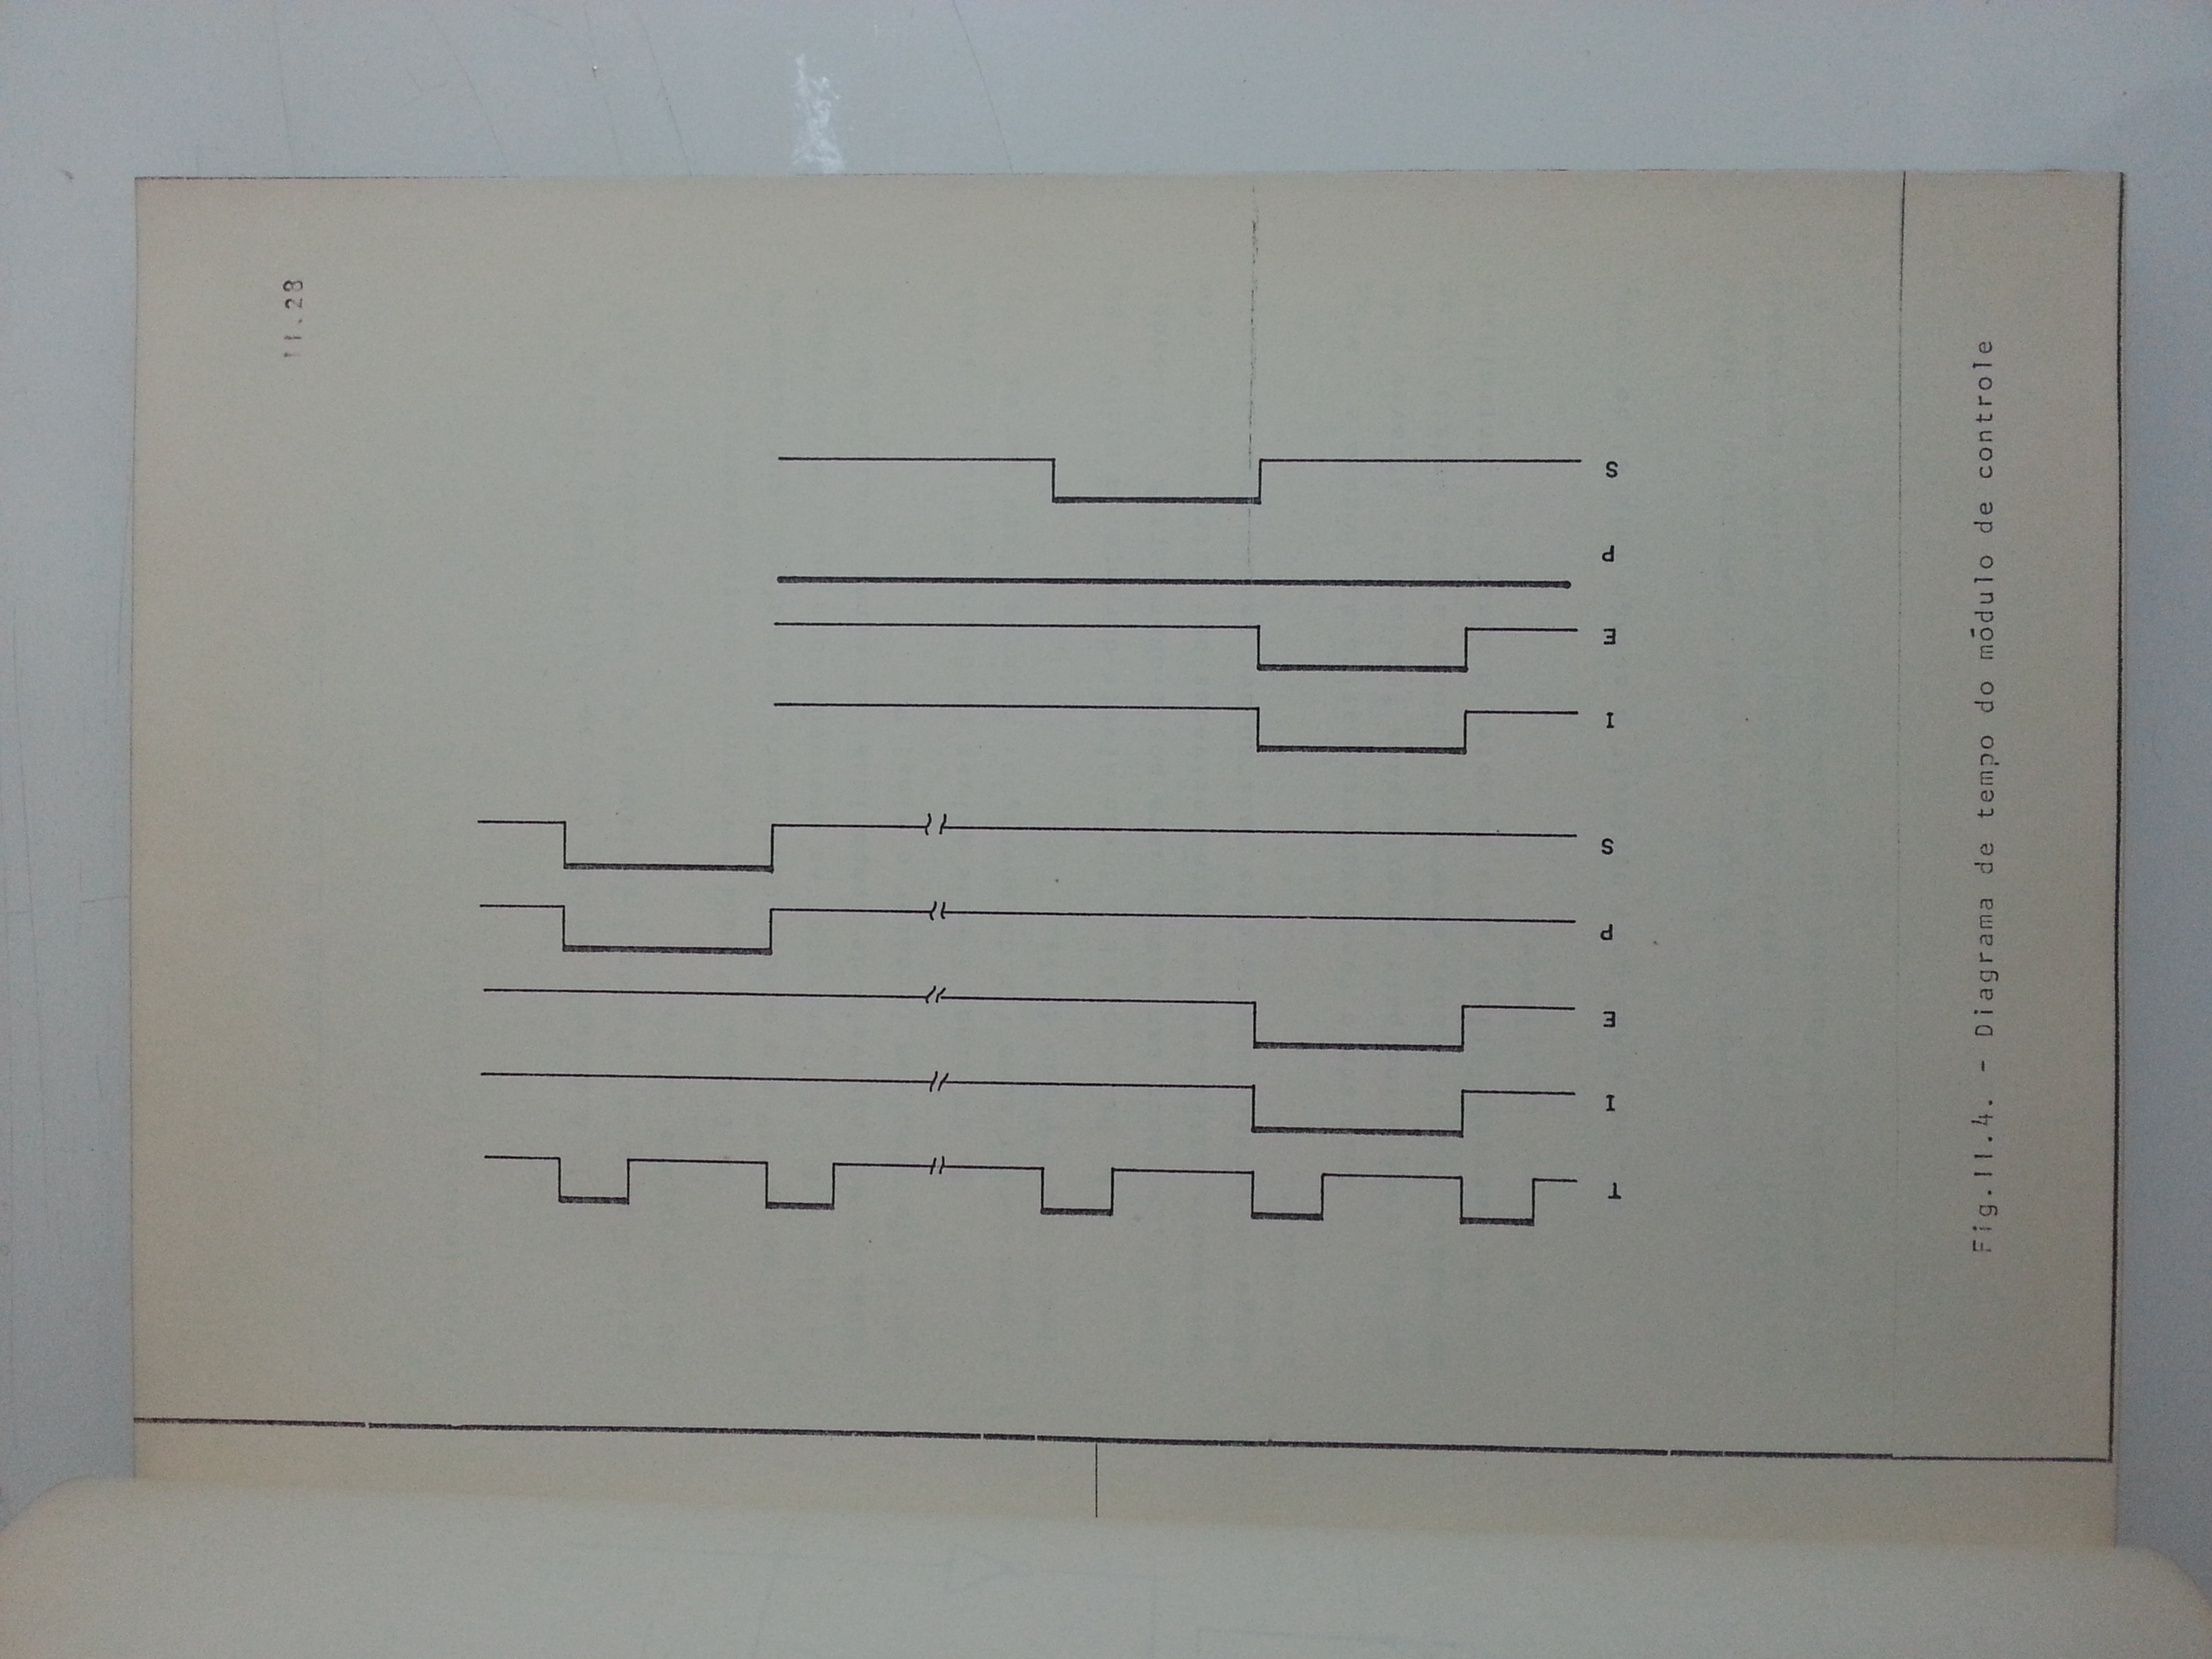 II.28
T
I
E
P
S
I
E
P
S
Fig.II.4. - Diagrama de tempo do módulo de controle